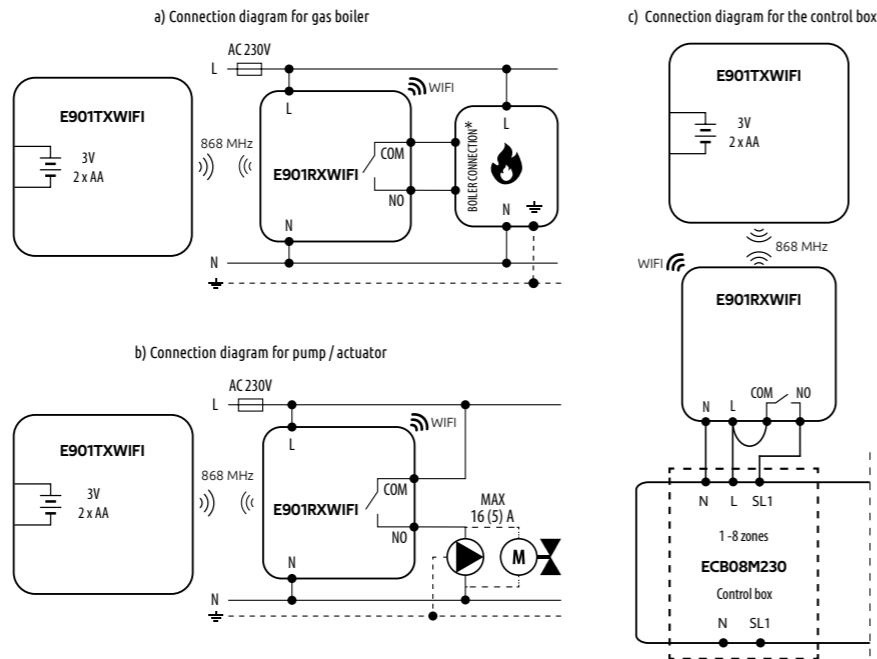 a) Connection diagram for gas boiler
AC 230V
L
E901TXWIFI
3V
2 x AA
868 MHz
WIFI
L
E901RXWIFI
COM
NO
N
BOILER CONNECTION*
L
N
N
b) Connection diagram for pump / actuator
AC 230V
L
E901TXWIFI
3V
2 x AA
868 MHz
WIFI
L
E901RXWIFI
COM
NO
N
MAX
16 (5) A
M
N
c) Connection diagram for the control box
E901TXWIFI
3V
2 x AA
868 MHz
WIFI
E901RXWIFI
N L COM NO
N L SL1
1 -8 zones
ECB08M230
Control box
N SL1